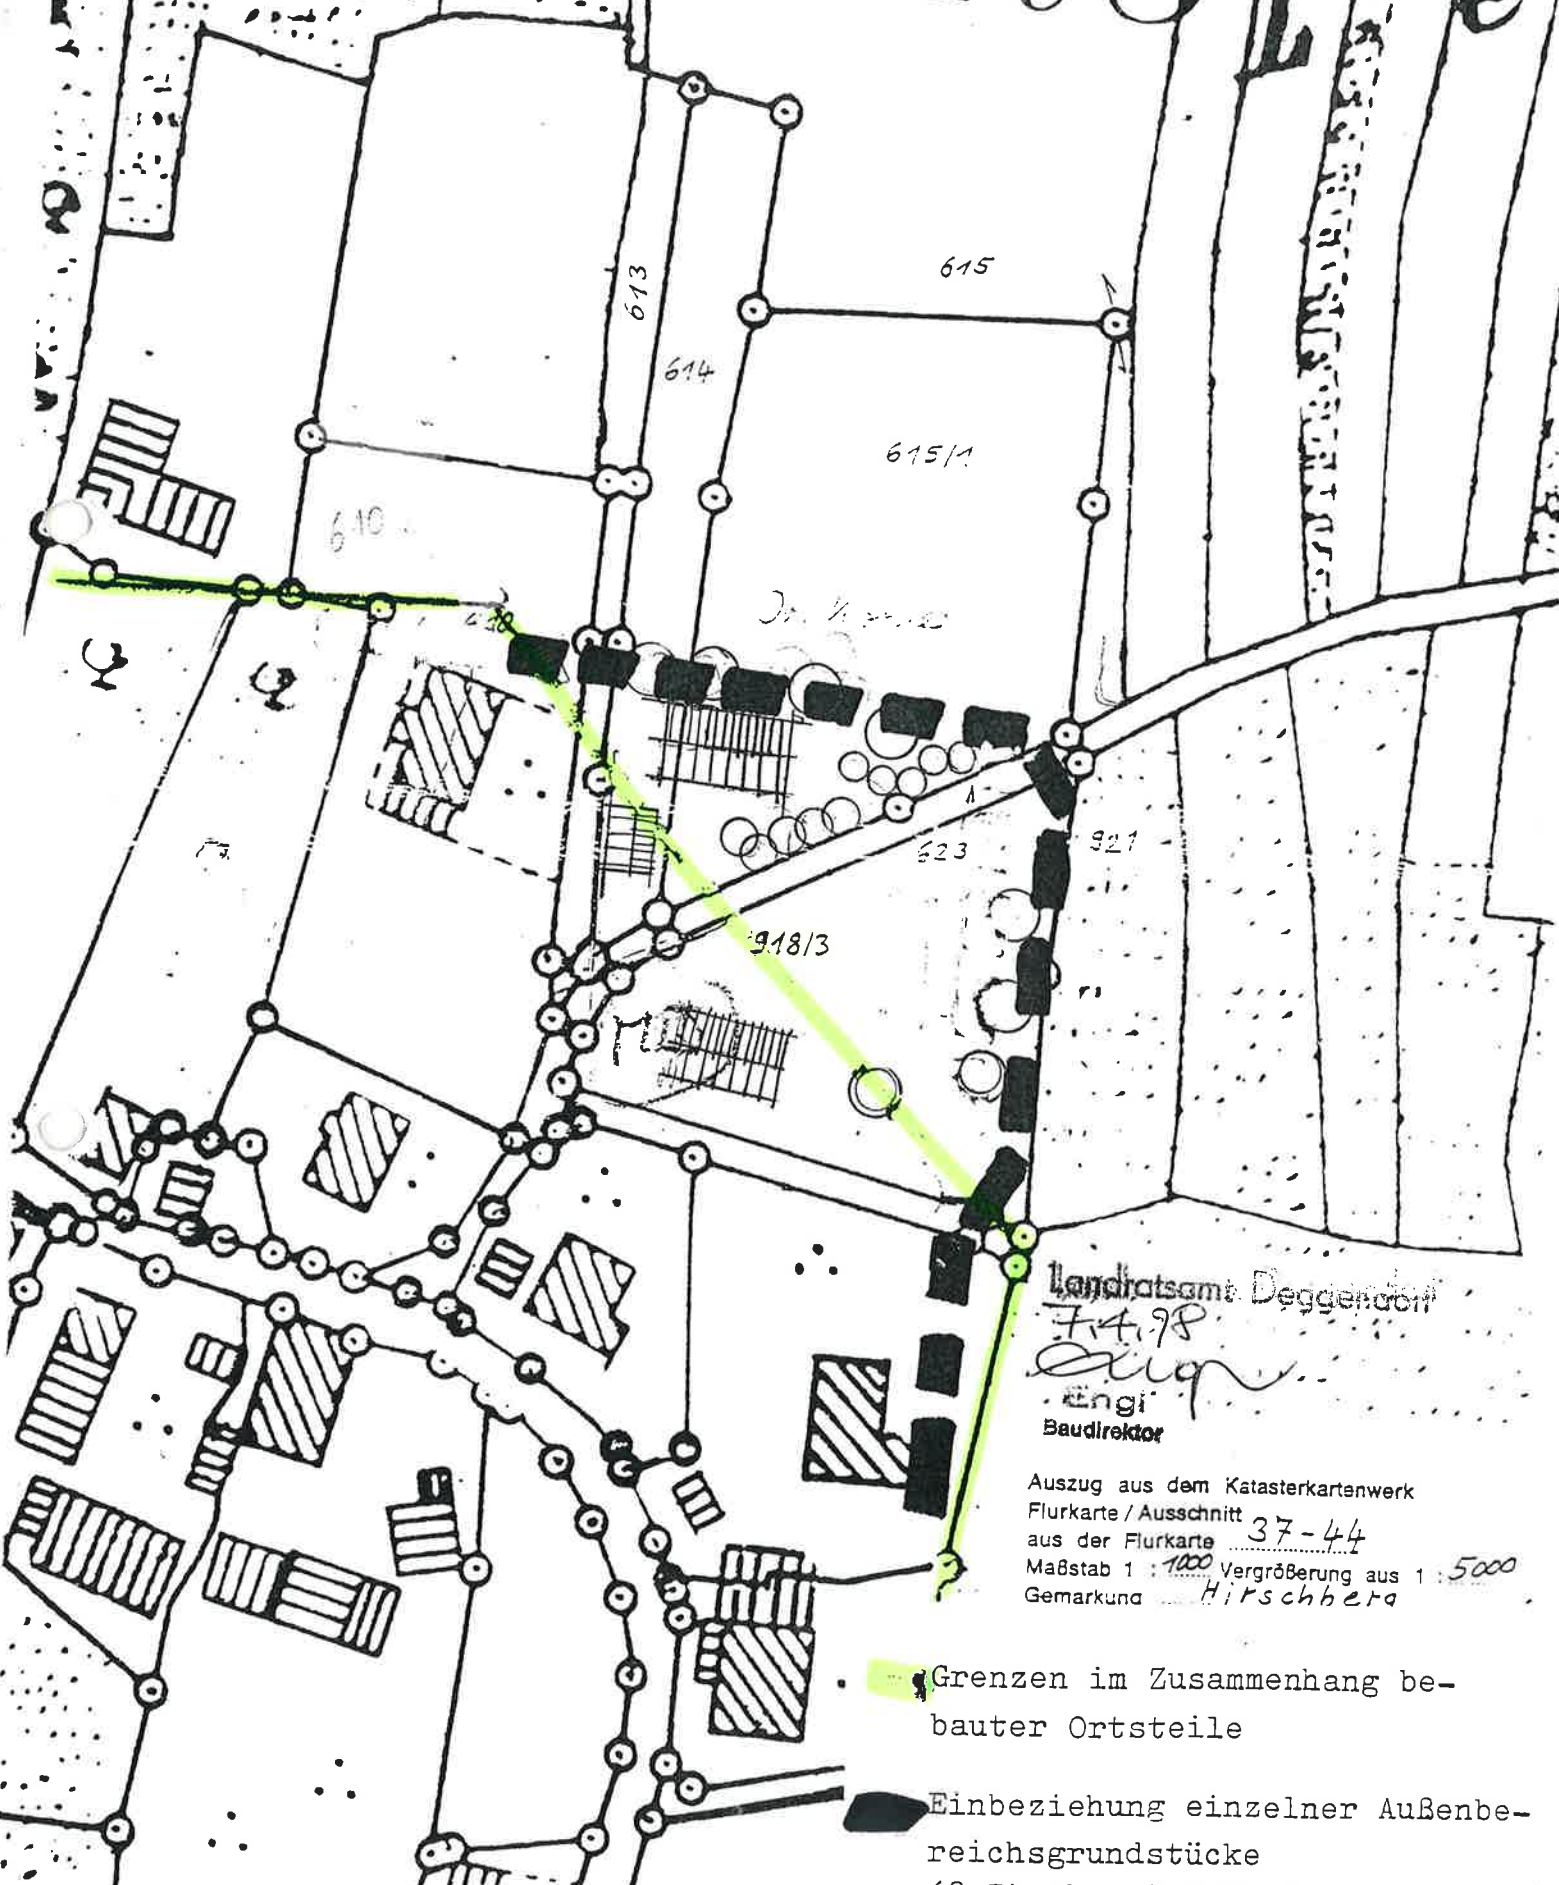 615
613
614
615/1
610
623
921
918/3
Landratsamt Deggendorf
7.4.98
Engl
Baudirektor
Auszug aus dem Katasterkartenwerk
Flurkarte / Ausschnitt
aus der Flurkarte 37-44
Maßstab 1 : 1000 Vergrößerung aus 1 : 5000
Gemarkung Hirschberg
Grenzen im Zusammenhang be-
bauter Ortsteile
Einbeziehung einzelner Außenbe-
reichsgrundstücke